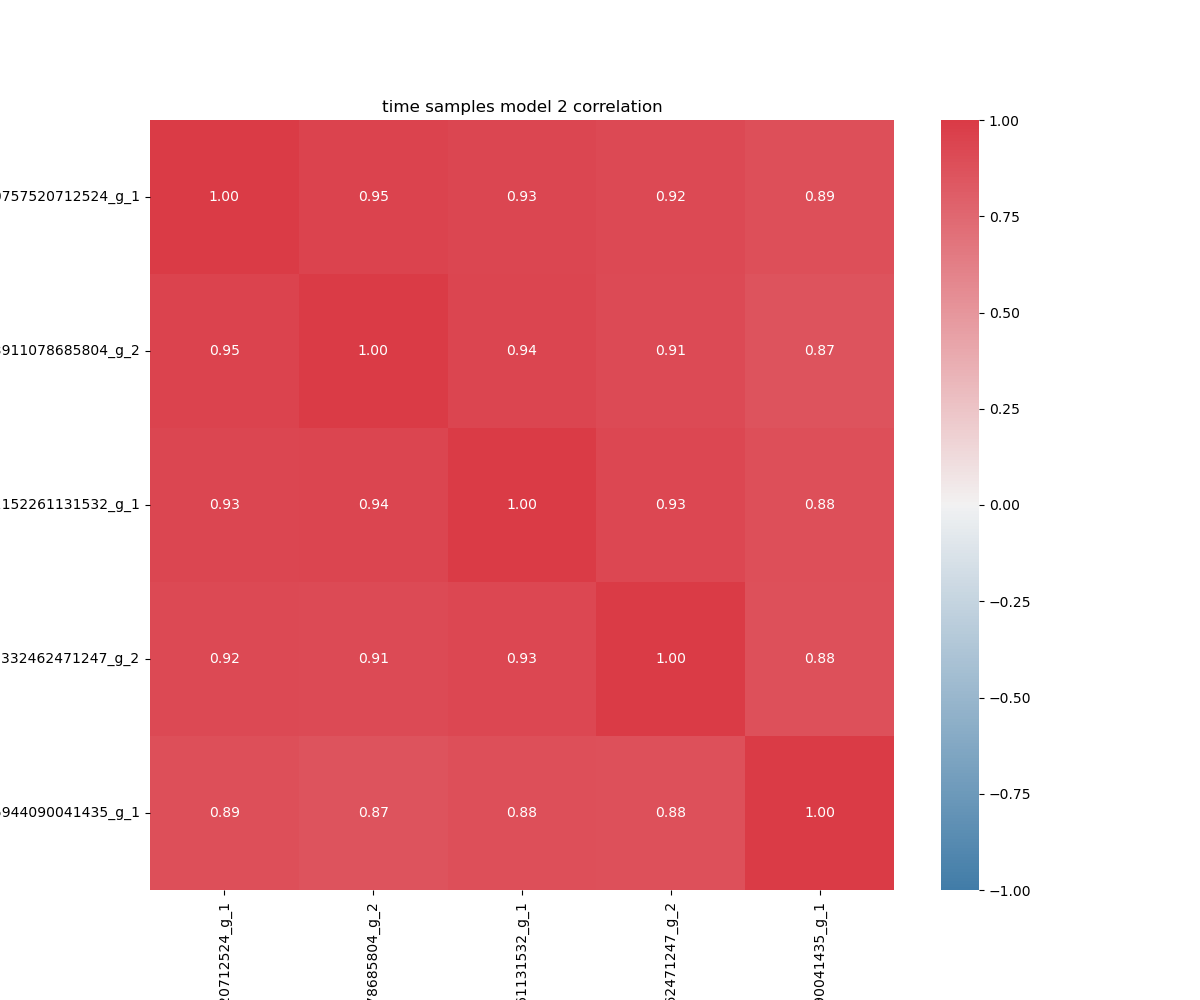 time samples model 2 correlation
757520712524_g_1 1.00 0.95 0.93 0.92 0.89
911078685804_g_2 0.95 1.00 0.94 0.91 0.87
152261131532_g_1 0.93 0.94 1.00 0.93 0.88
332462471247_g_2 0.92 0.91 0.93 1.00 0.88
944090041435_g_1 0.89 0.87 0.88 0.88 1.00
20712524_g_1
78685804_g_2
61131532_g_1
62471247_g_2
90041435_g_1
1.00
0.75
0.50
0.25
0.00
−0.25
−0.50
−0.75
−1.00